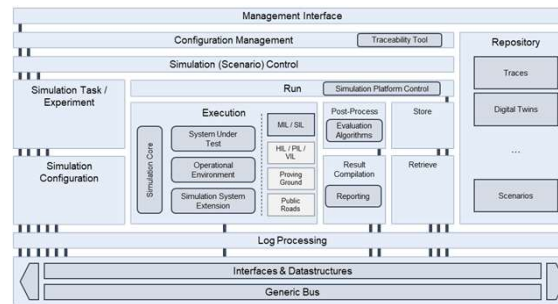 Management Interface
Configuration Management
Traceability Tool
Repository
Simulation (Scenario) Control
Traces
Simulation Task /
Experiment
Run
Simulation Platform Control
Digital Twins
Execution
Post-Process
Store
Simulation Core
System Under
Test
MIL / SIL
Evaluation
Algorithms
Operational
Environment
HIL / PIL /
VIL
...
Simulation
Configuration
Result
Compilation
Retrieve
Proving
Ground
Simulation System
Extension
Reporting
Public
Roads
Scenarios
Log Processing
Interfaces & Datastructures
Generic Bus